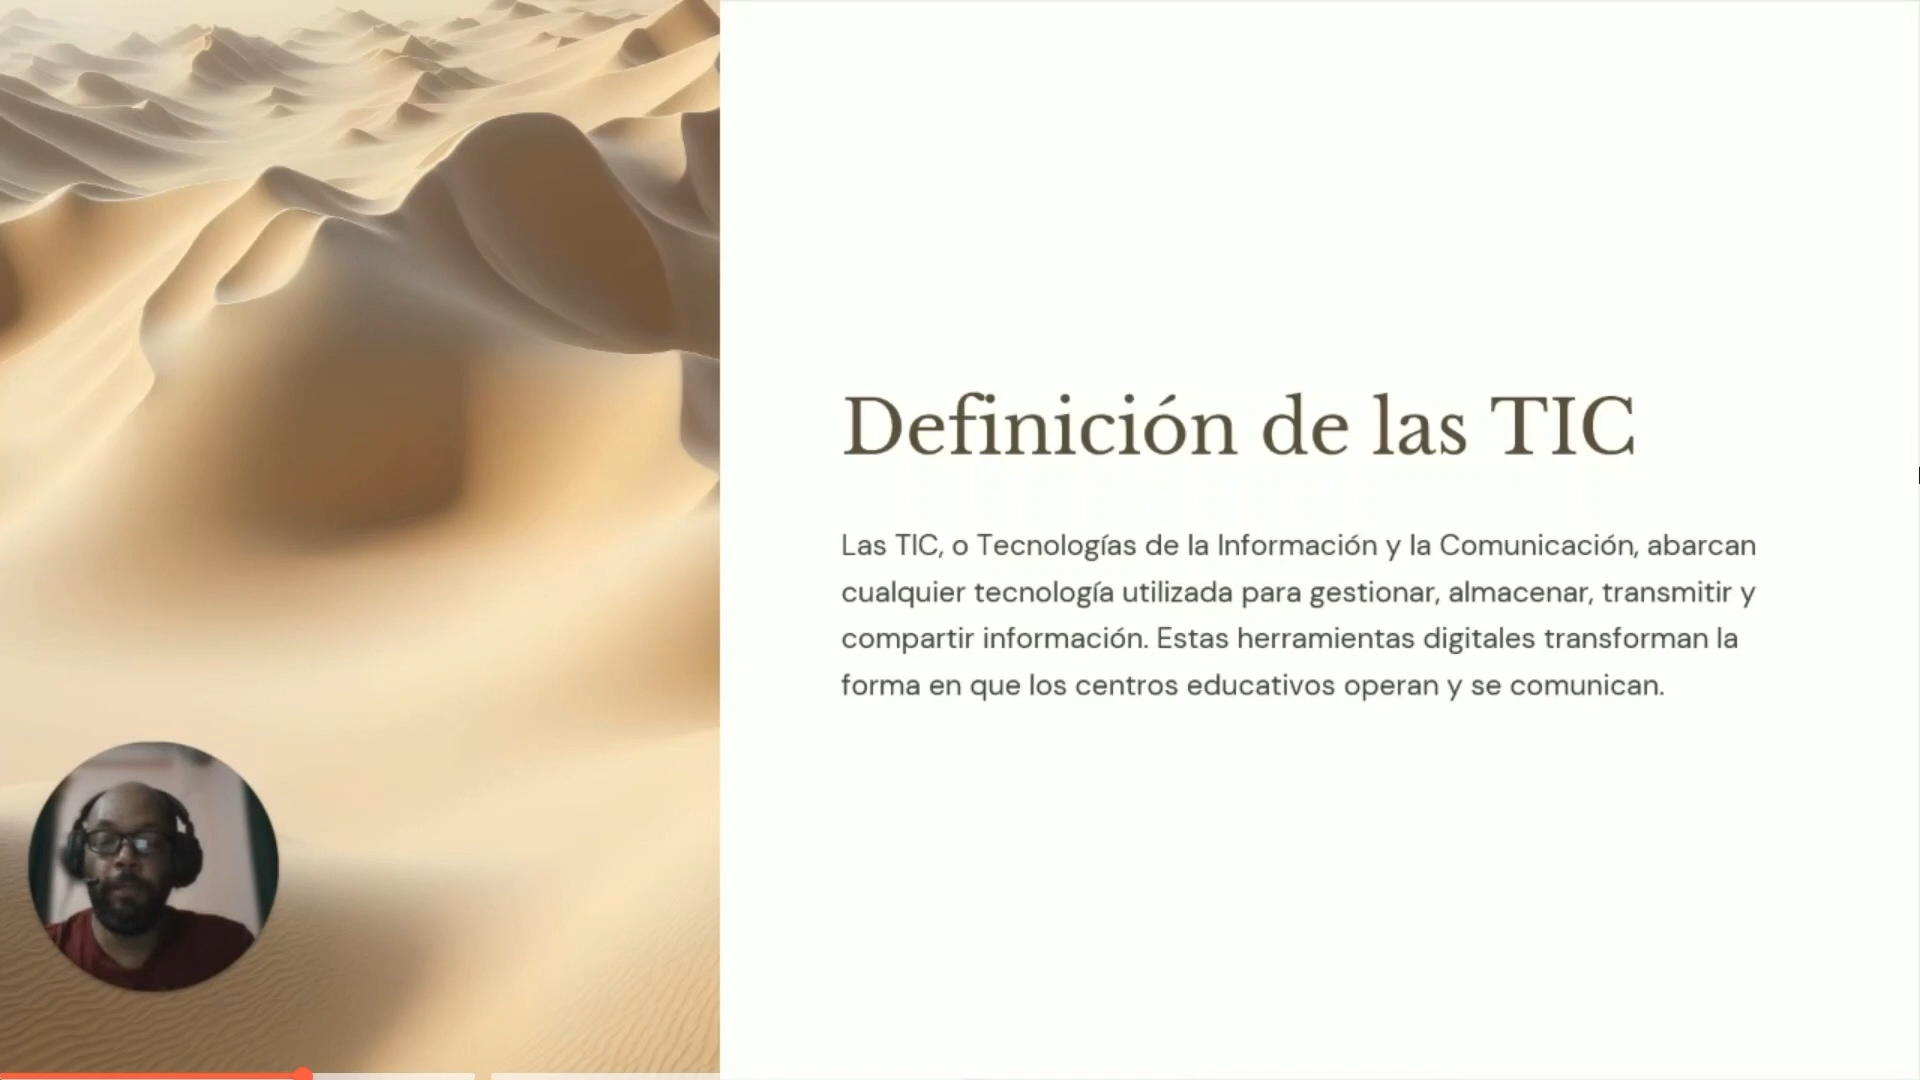 Definición de las TIC
Las TIC, o Tecnologías de la Información y la Comunicación, abarcan
cualquier tecnología utilizada para gestionar, almacenar, transmitir y
compartir información. Estas herramientas digitales transforman la
forma en que los centros educativos operan y se comunican.